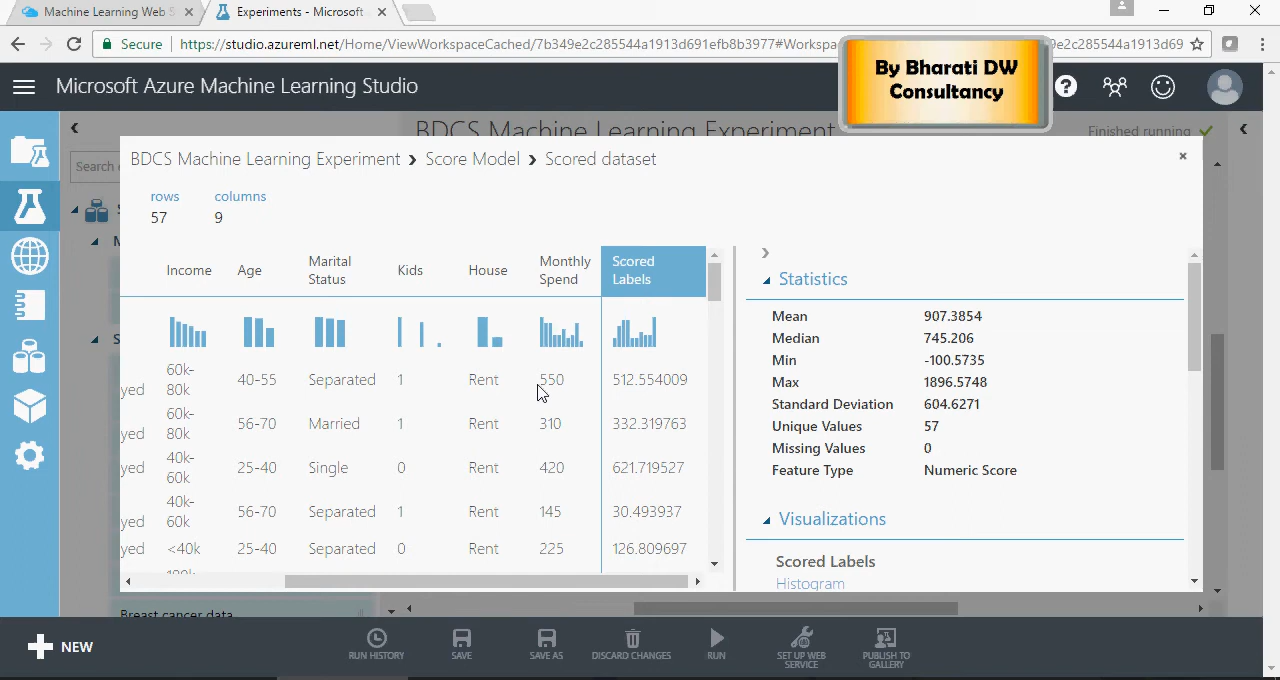 Machine Learning Web S
Experiments - Microsoft
Secure
https://studio.azureml.net/Home/ViewWorkspaceCached/7b349e2c285544a1913d691efb8b3977#Workspa
9e2c285544a1913d69
By Bharati DW
Consultancy
Microsoft Azure Machine Learning Studio
BDCS Machine Learning Experiment
Finished running
Search
BDCS Machine Learning Experiment > Score Model > Scored dataset
rows
columns
57
9
Income
Age
Marital
Status
Kids
House
Monthly
Spend
Scored
Labels
yed 60k-
80k 40-55 Separated 1 Rent 550 512.554009
yed 60k-
80k 56-70 Married 1 Rent 310 332.319763
yed 40k-
60k 25-40 Single 0 Rent 420 621.719527
yed 40k-
60k 56-70 Separated 1 Rent 145 30.493937
yed <40k 25-40 Separated 0 Rent 225 126.809697
Statistics
Mean 907.3854
Median 745.206
Min -100.5735
Max 1896.5748
Standard Deviation 604.6271
Unique Values 57
Missing Values 0
Feature Type Numeric Score
Visualizations
Scored Labels
Histogram
Breast cancer data
NEW
RUN HISTORY
SAVE
SAVE AS
DISCARD CHANGES
RUN
SET UP WEB
SERVICE
PUBLISH TO
GALLERY